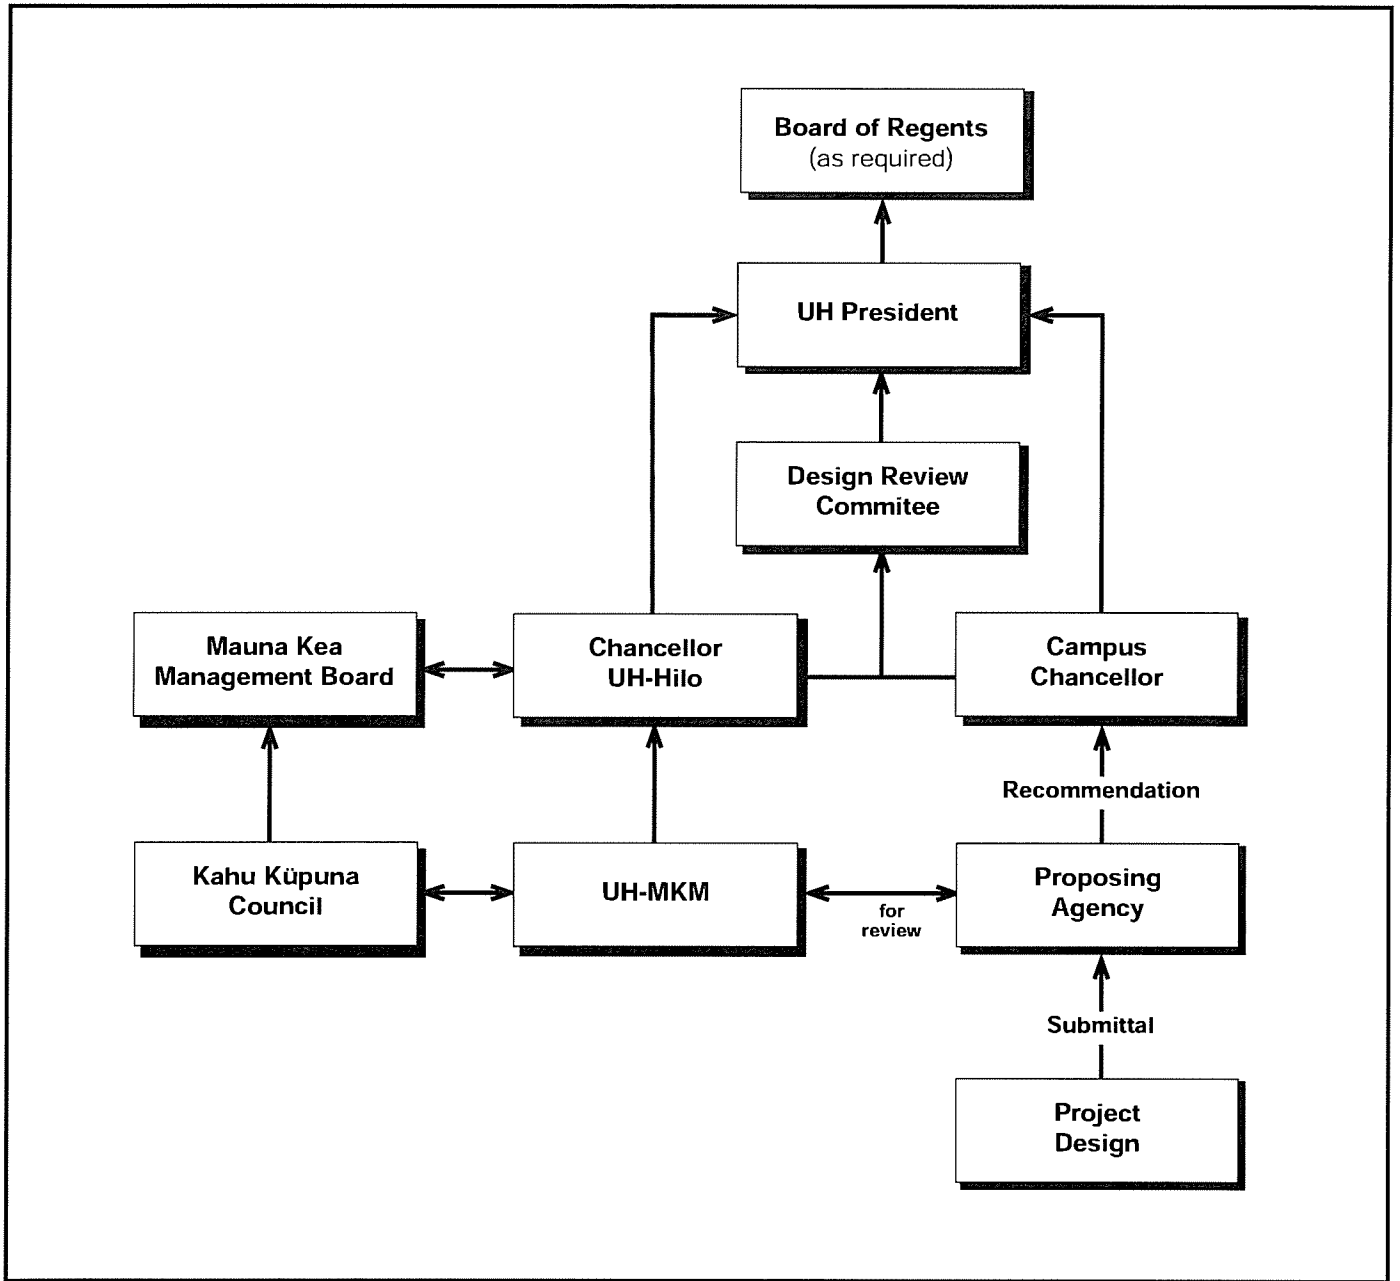 Board of Regents
(as required)
UH President
Design Review
Commitee
Mauna Kea
Management Board
Chancellor
UH-Hilo
Campus
Chancellor
Recommendation
Kahu Küpuna
Council
UH-MKM
for
review
Proposing
Agency
Submittal
Project
Design